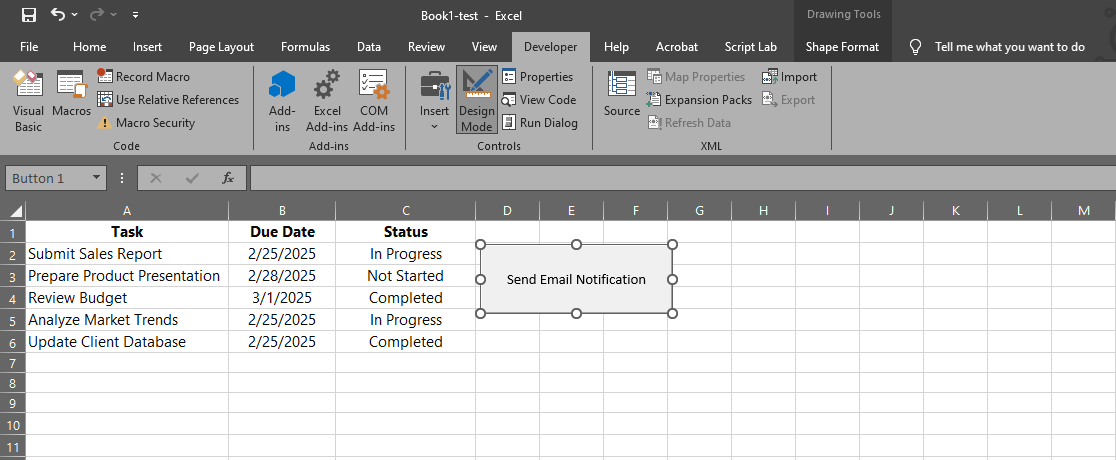 Book1-test - Excel
Drawing Tools
File Home Insert Page Layout Formulas Data Review View Developer Help Acrobat Script Lab Shape Format Tell me what you want to do
Visual Basic
Macros
Record Macro
Use Relative References
Macro Security
Code
Add-ins
Excel Add-ins
COM Add-ins
Add-ins
Insert
Design Mode
Properties
View Code
Run Dialog
Controls
Source
Map Properties
Expansion Packs
Refresh Data
Import
Export
XML
Button 1 fx
A B C D E F G H I J K L M
1 Task Due Date Status
2 Submit Sales Report 2/25/2025 In Progress
3 Prepare Product Presentation 2/28/2025 Not Started
Send Email Notification
4 Review Budget 3/1/2025 Completed
5 Analyze Market Trends 2/25/2025 In Progress
6 Update Client Database 2/25/2025 Completed
7
8
9
10
11